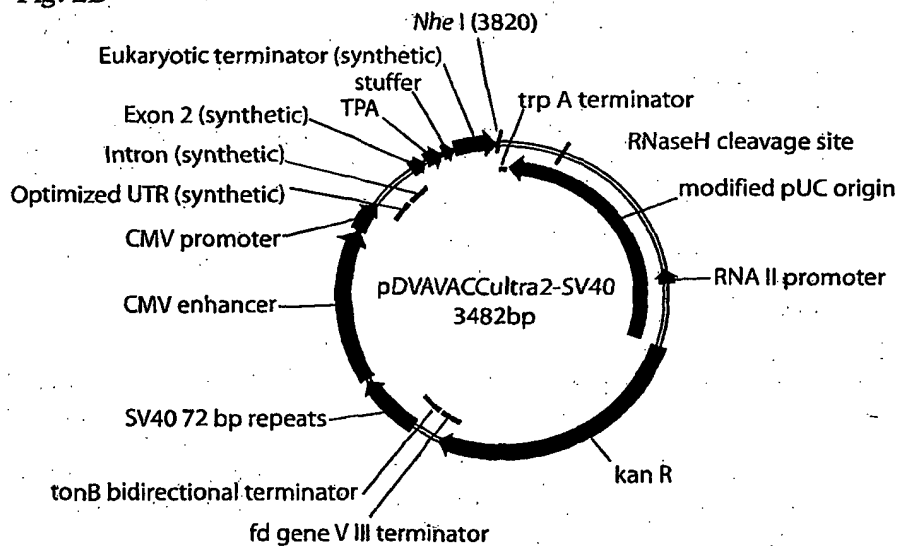 Nhe I (3820)
Eukaryotic terminator (synthetic)
stuffer
TPA
trp A terminator
Exon 2 (synthetic)
RNaseH cleavage site
Intron (synthetic)
modified pUC origin
Optimized UTR (synthetic)
CMV promoter
RNA II promoter
pDVAVACCultra2-SV40
3482bp
CMV enhancer
SV40 72 bp repeats
kan R
tonB bidirectional terminator
fd gene V III terminator